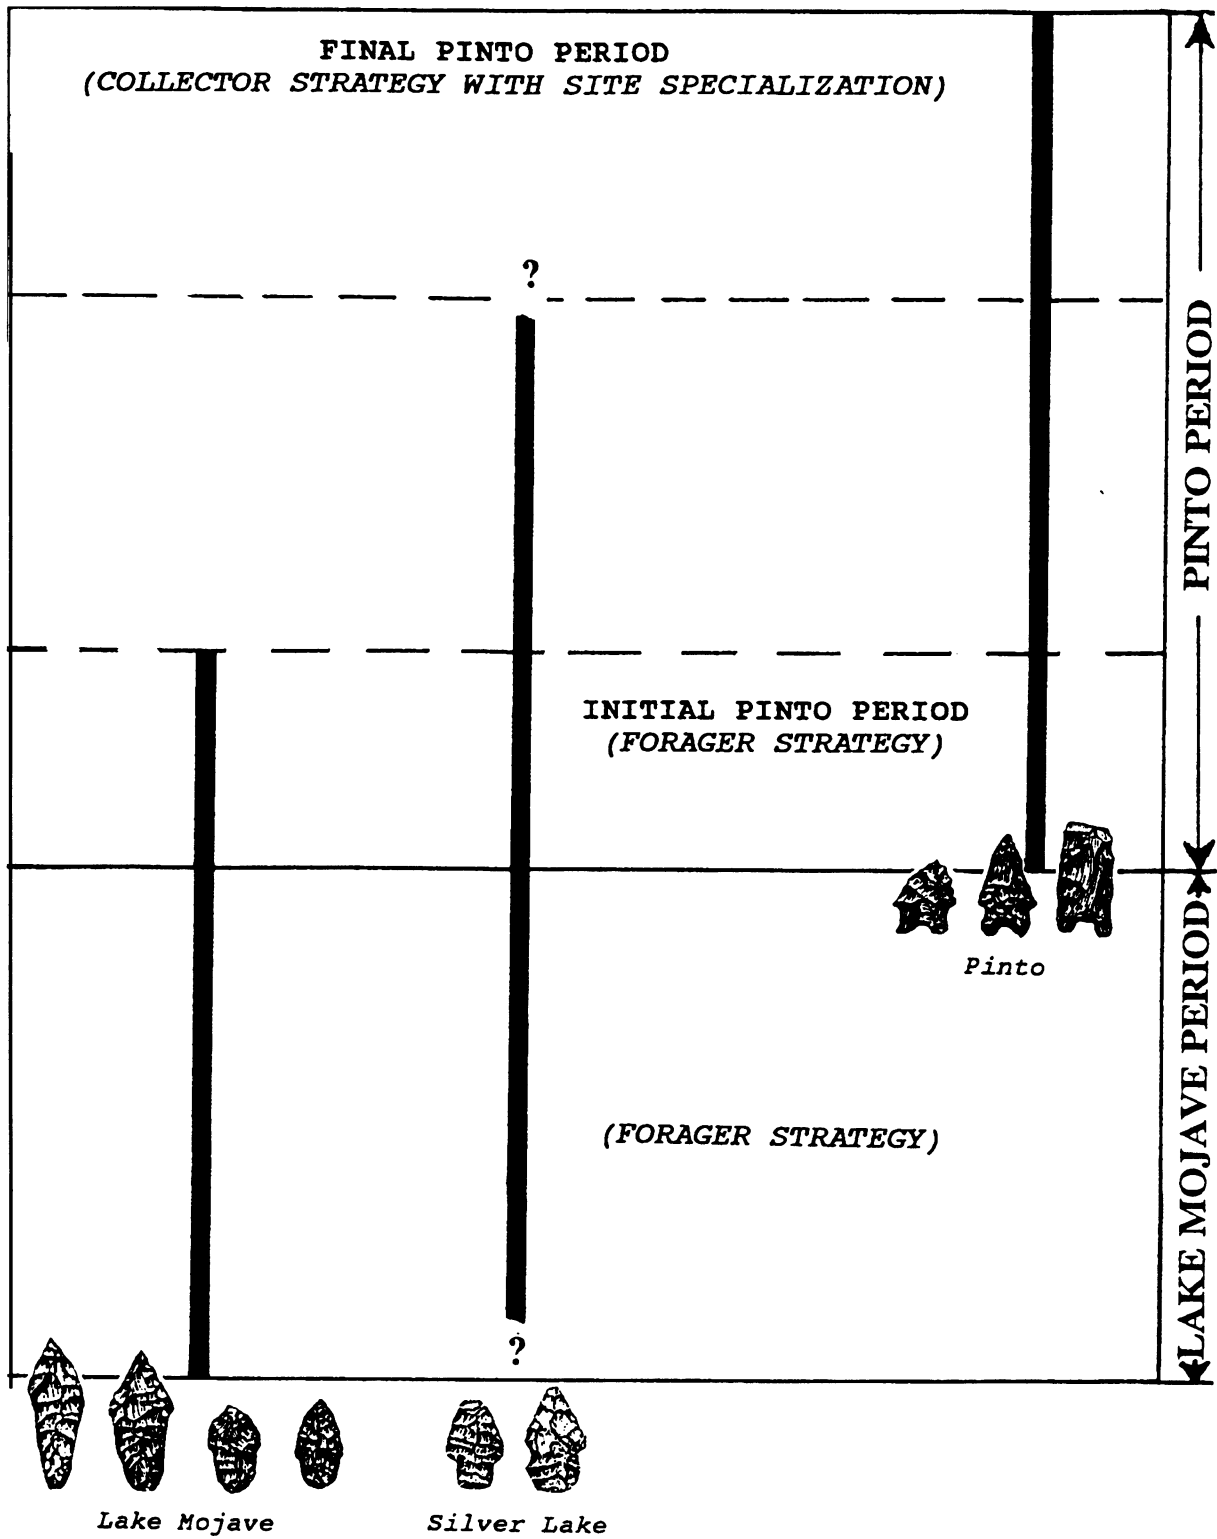 FINAL PINTO PERIOD
(COLLECTOR STRATEGY WITH SITE SPECIALIZATION)
?
PINTO PERIOD
INITIAL PINTO PERIOD
(FORAGER STRATEGY)
Pinto
LAKE MOJAVE PERIOD
(FORAGER STRATEGY)
?
Lake Mojave
Silver Lake